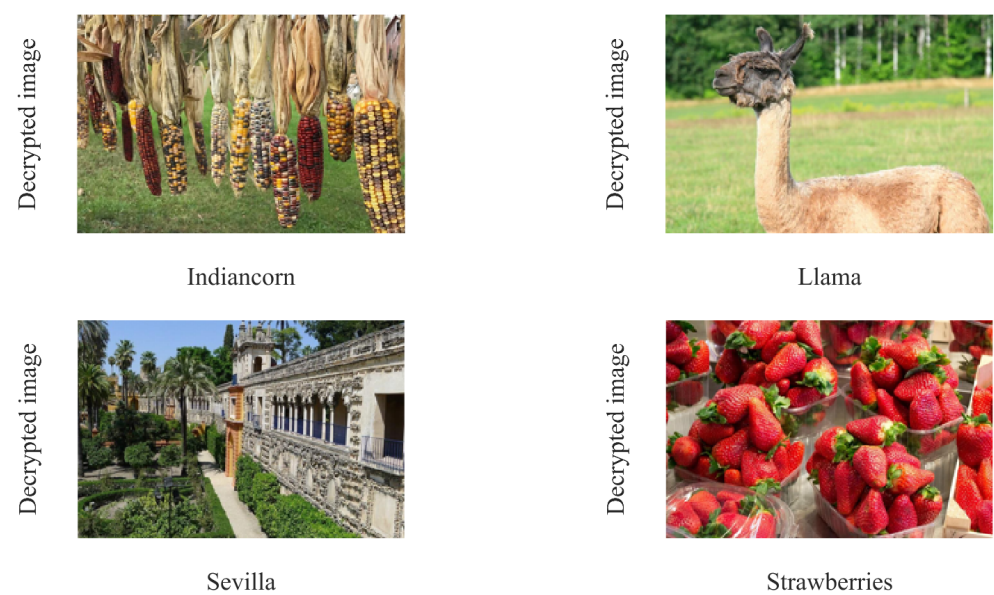 Decrypted image
Indiancorn
Decrypted image
Llama
Decrypted image
Sevilla
Decrypted image
Strawberries